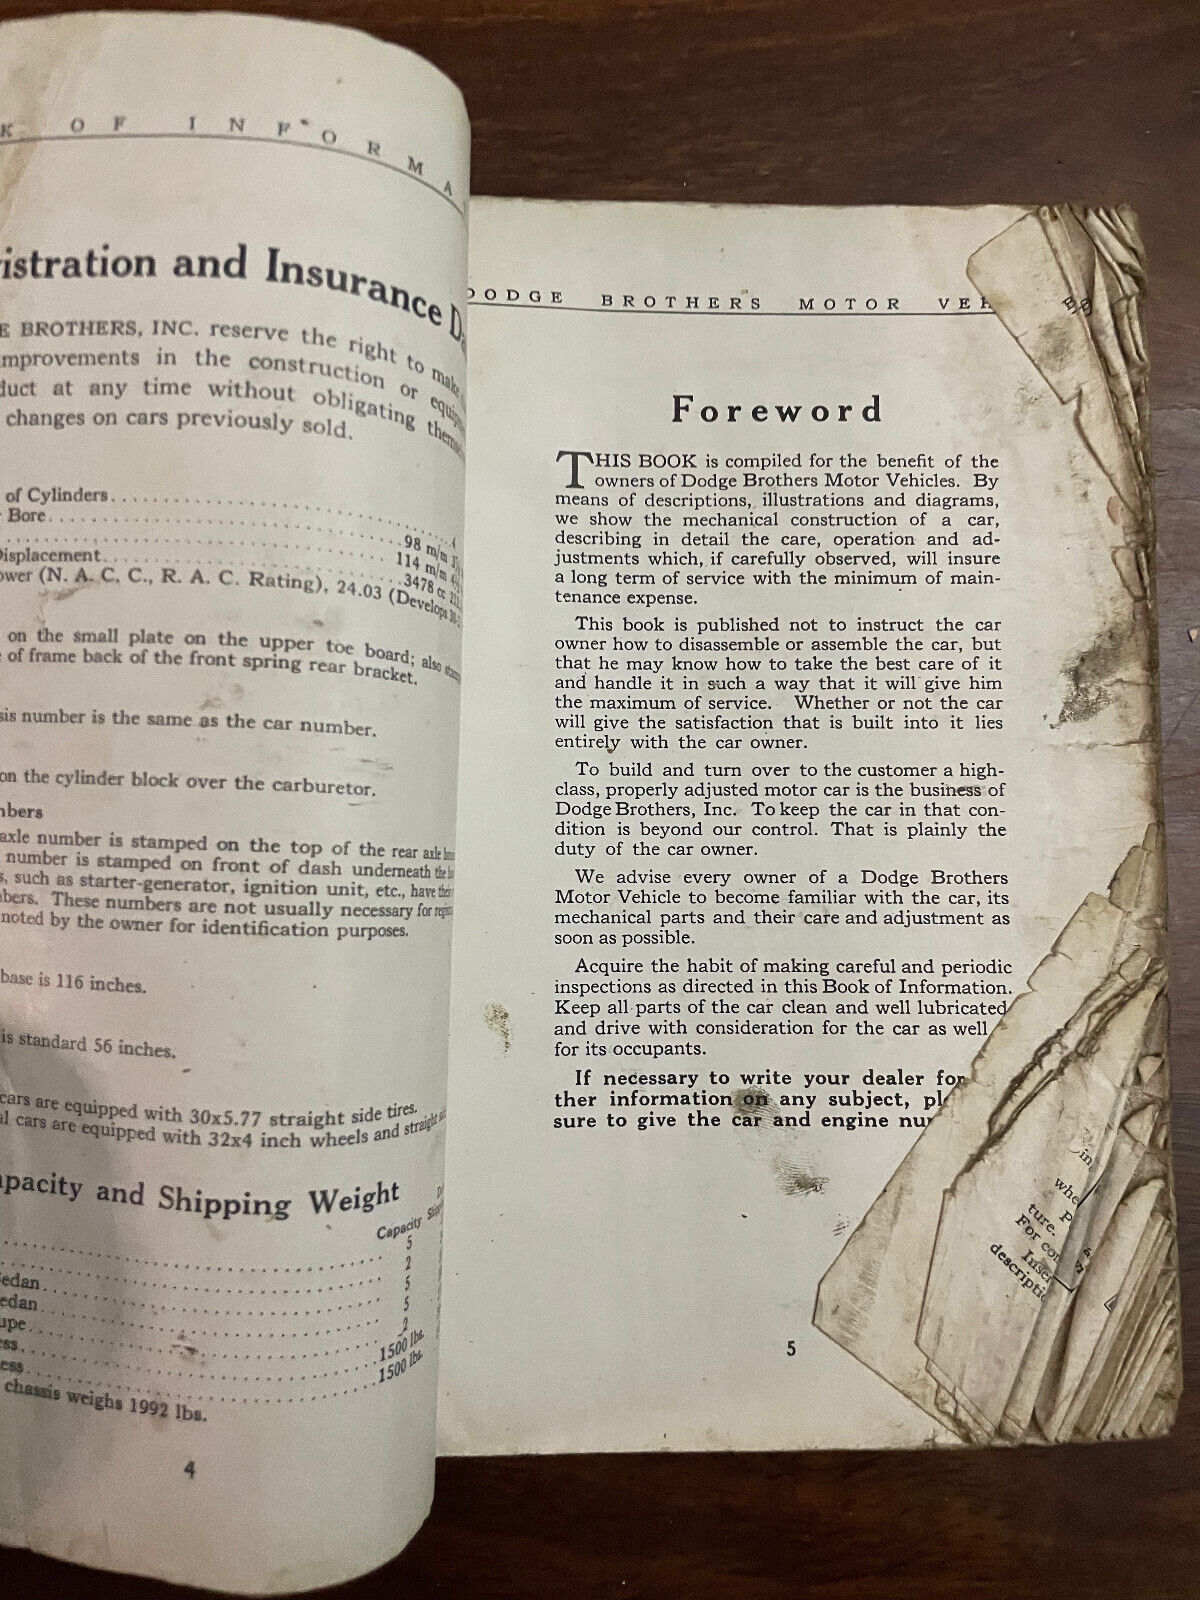 OF INFORMA
istration and Insurance
BROTHERS, INC. reserve the right to make
mprovements in the construction or
duct at any time without obligating
changes on cars previously sold.
of Cylinders
Bore 98 m/m
114 m/m
Displacement 3478 cc
ower (N. A. C. C., R. A. C. Rating), 24.03 (Develops
on the small plate on the upper toe board; also
of frame back of the front spring rear bracket.
sis number is the same as the car number.
on the cylinder block over the carburetor.
mbers
axle number is stamped on the top of the rear axle
number is stamped on front of dash underneath the
s, such as starter-generator, ignition unit, etc., have
bers. These numbers are not usually necessary for
noted by the owner for identification purposes.
base is 116 inches.
is standard 56 inches.
cars are equipped with 30x5.77 straight side tires.
al cars are equipped with 32x4 inch wheels and straight
apacity and Shipping Weight
Capacity
5
2
edan 5
edan 5
upe 2
ess 1500 lbs.
ess 1500 lbs.
chassis weighs 1992 lbs.
4
DODGE BROTHERS MOTOR VEH
Foreword
THIS BOOK is compiled for the benefit of the
owners of Dodge Brothers Motor Vehicles. By
means of descriptions, illustrations and diagrams,
we show the mechanical construction of a car,
describing in detail the care, operation and ad-
justments which, if carefully observed, will insure
a long term of service with the minimum of main-
tenance expense.
This book is published not to instruct the car
owner how to disassemble or assemble the car, but
that he may know how to take the best care of it
and handle it in such a way that it will give him
the maximum of service. Whether or not the car
will give the satisfaction that is built into it lies
entirely with the car owner.
To build and turn over to the customer a high-
class, properly adjusted motor car is the business of
Dodge Brothers, Inc. To keep the car in that con-
dition is beyond our control. That is plainly the
duty of the car owner.
We advise every owner of a Dodge Brothers
Motor Vehicle to become familiar with the car, its
mechanical parts and their care and adjustment as
soon as possible.
Acquire the habit of making careful and periodic
inspections as directed in this Book of Information.
Keep all parts of the car clean and well lubricated
and drive with consideration for the car as well
for its occupants.
If necessary to write your dealer for
ther information on any subject, pl
sure to give the car and engine nu
5
in
whe
P
ture.
For con
Inser
descripti